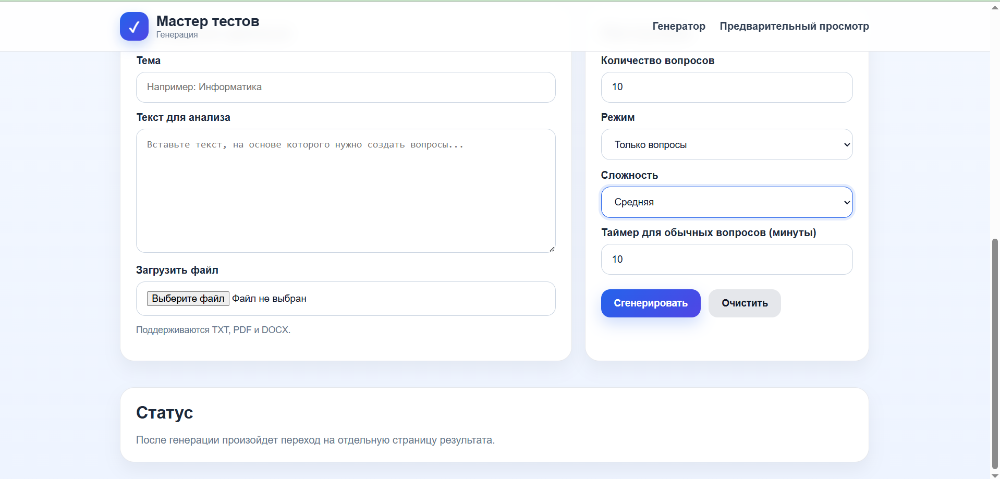 Мастер тестов
Генерация
Генератор
Предварительный просмотр
Тема
Например: Информатика
Текст для анализа
Вставьте текст, на основе которого нужно создать вопросы...
Загрузить файл
Выберите файл Файл не выбран
Поддерживаются TXT, PDF и DOCX.
Количество вопросов
10
Режим
Только вопросы
Сложность
Средняя
Таймер для обычных вопросов (минуты)
10
Сгенерировать
Очистить
Статус
После генерации произойдет переход на отдельную страницу результата.